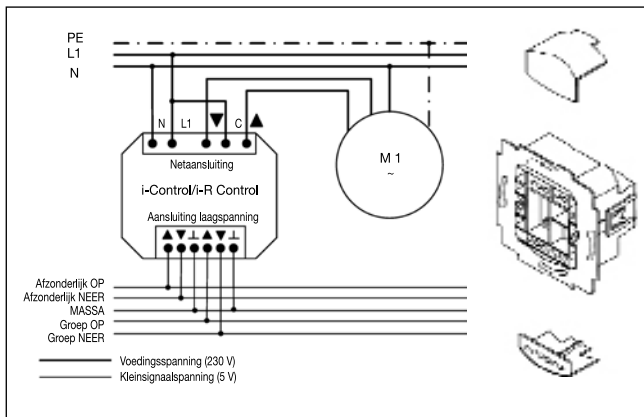 PE
L1
N
N L1 ▼ C ▲
Netaansluiting
i-Control/i-R Control
Aansluiting laagspanning
▲ ▼ ⊥ ▲ ▼ ⊥
M 1
~
Afzonderlijk OP
Afzonderlijk NEER
MASSA
Groep OP
Groep NEER
Voedingsspanning (230 V)
Kleinsignaalspanning (5 V)